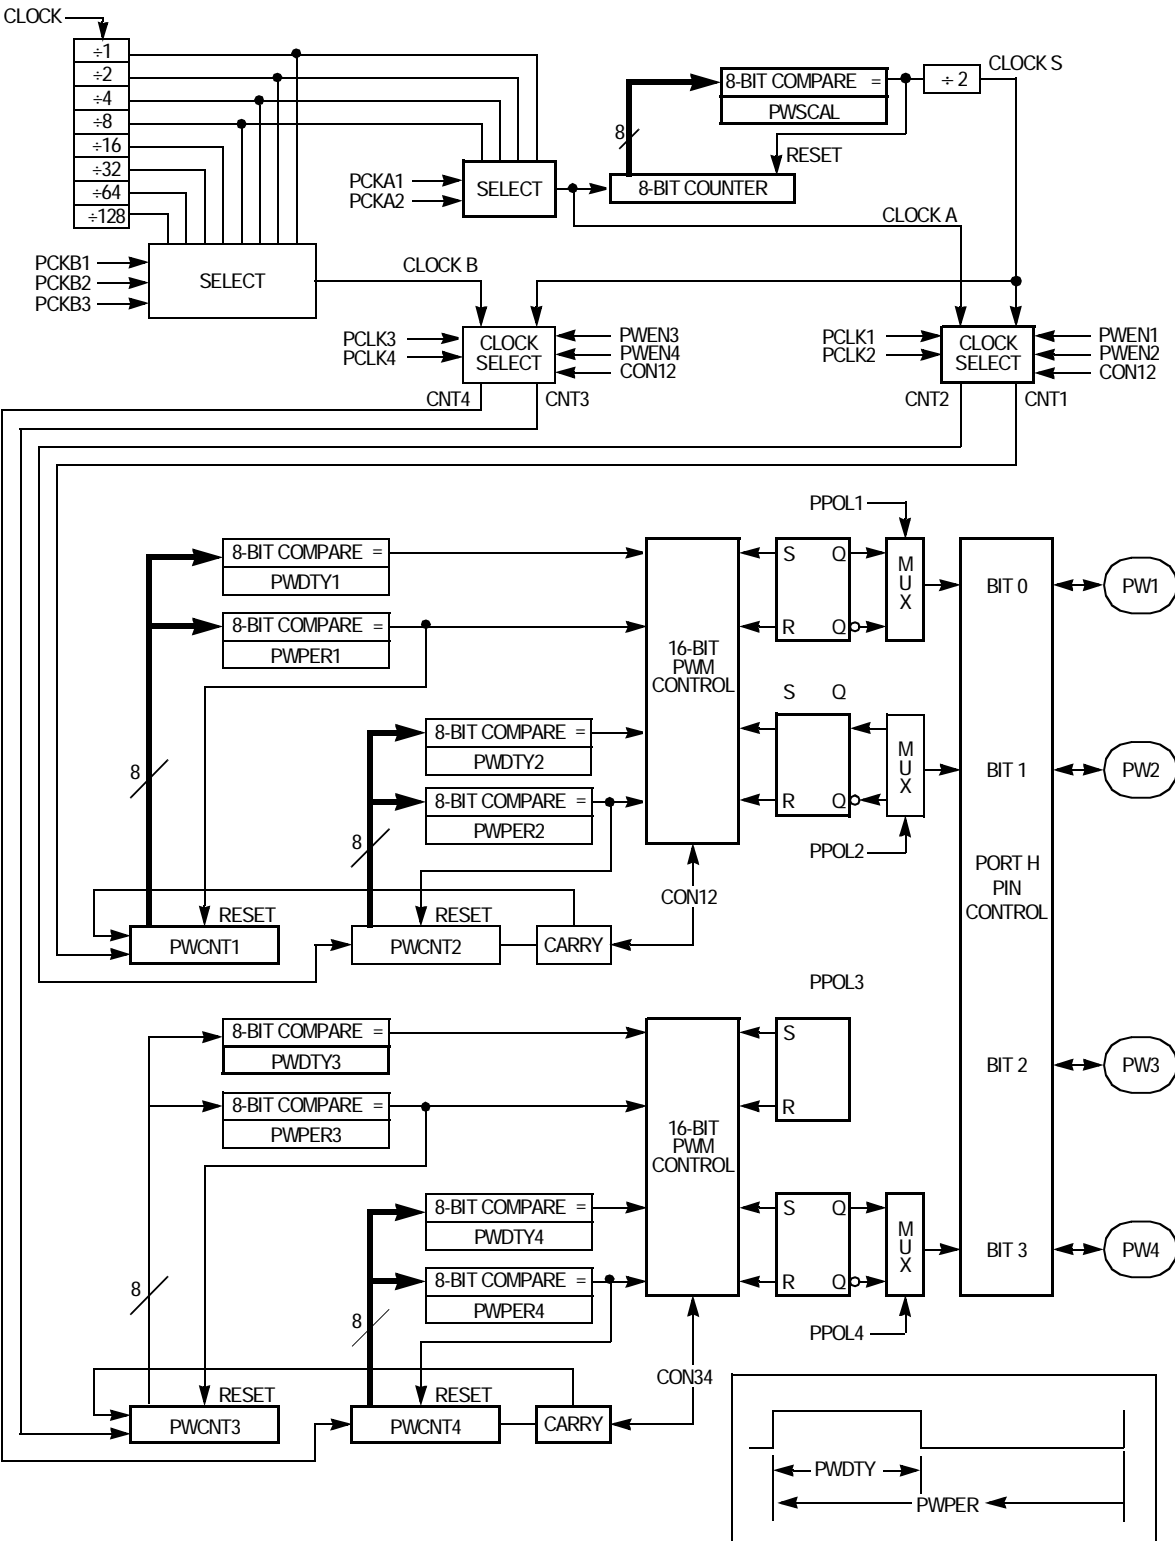 CLOCK
÷1
÷2
÷4
÷8
÷16
÷32
÷64
÷128
8-BIT COMPARE =
PWSCAL
÷ 2
CLOCK S
8
RESET
PCKA1
PCKA2
SELECT
8-BIT COUNTER
CLOCK A
PCKB1
PCKB2
PCKB3
SELECT
CLOCK B
PCLK3
PCLK4
CLOCK
SELECT
PWEN3
PWEN4
CON12
PCLK1
PCLK2
CLOCK
SELECT
PWEN1
PWEN2
CON12
CNT4
CNT3
CNT2
CNT1
PPOL1
8-BIT COMPARE =
PWDTY1
8-BIT COMPARE =
PWPER1
16-BIT
PWM
CONTROL
S Q
R Q
MUX
BIT 0
PW1
S Q
8-BIT COMPARE =
PWDTY2
8-BIT COMPARE =
PWPER2
8
8
R Q
MUX
BIT 1
PW2
PPOL2
PORT H
PIN
CONTROL
CON12
RESET
PWCNT1
RESET
PWCNT2
CARRY
PPOL3
8-BIT COMPARE =
PWDTY3
8-BIT COMPARE =
PWPER3
16-BIT
PWM
CONTROL
S
R
BIT 2
PW3
8-BIT COMPARE =
PWDTY4
8-BIT COMPARE =
PWPER4
8
8
S Q
R Q
MUX
BIT 3
PW4
PPOL4
CON34
RESET
PWCNT3
RESET
PWCNT4
CARRY
PWDTY
PWPER